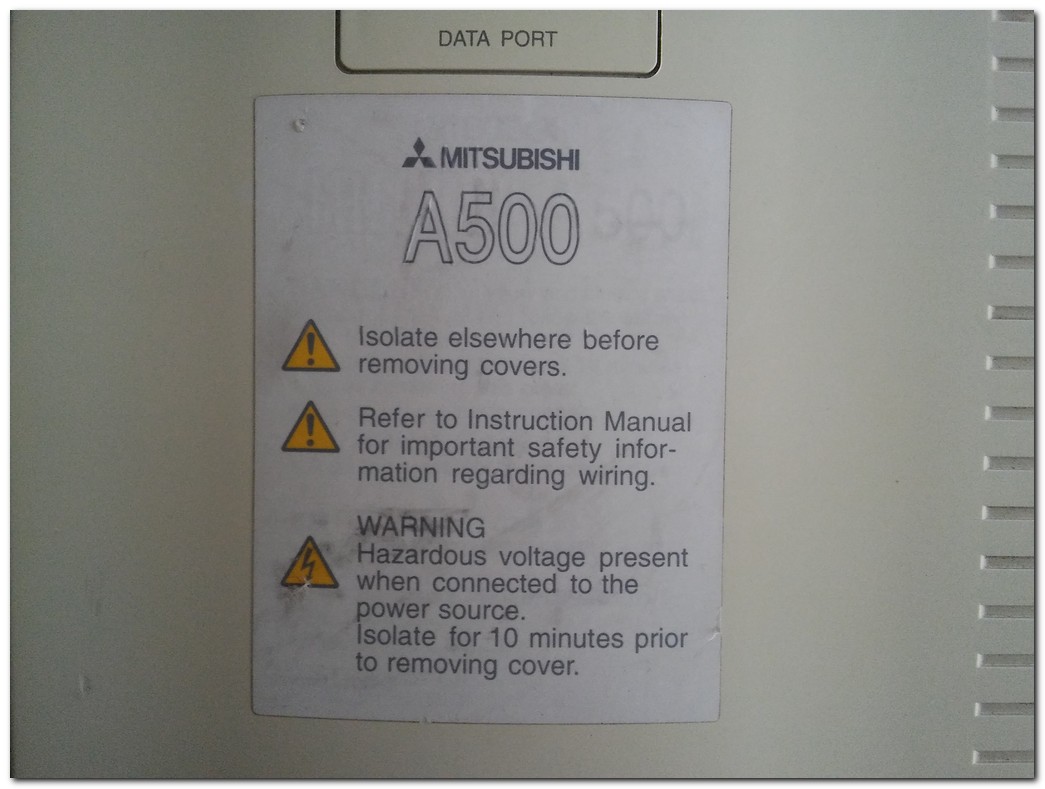 DATA PORT
MITSUBISHI
A500
Isolate elsewhere before
removing covers.
Refer to Instruction Manual
for important safety infor-
mation regarding wiring.
WARNING
Hazardous voltage present
when connected to the
power source.
Isolate for 10 minutes prior
to removing cover.